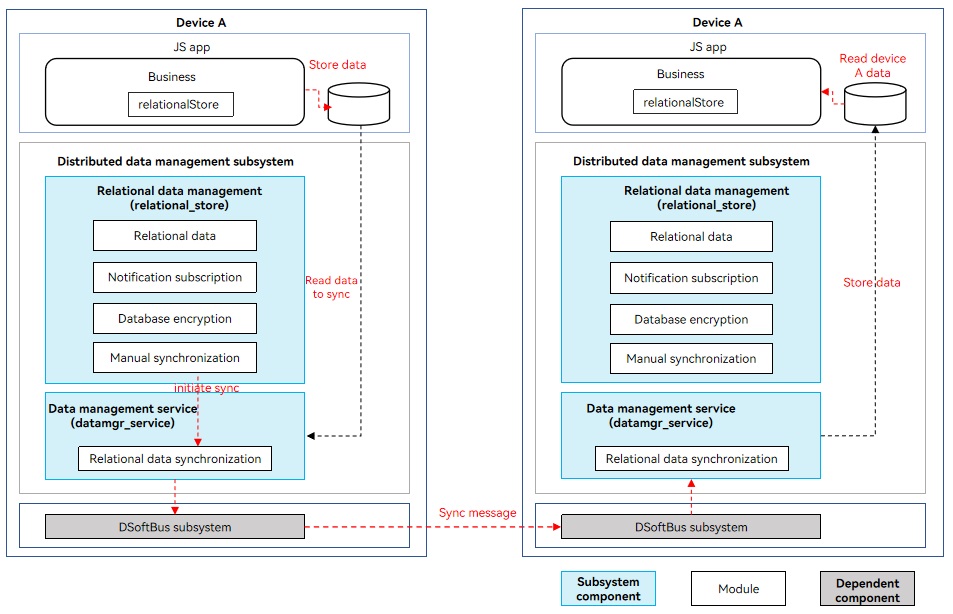 Device A
JS app
Business
relationalStore
Store data
Distributed data management subsystem
Relational data management
(relational_store)
Relational data
Notification subscription
Database encryption
Manual synchronization
Read data
to sync
initiate sync
Data management service
(datamgr_service)
Relational data synchronization
DSoftBus subsystem
Sync message
Device A
JS app
Business
relationalStore
Read device
A data
Distributed data management subsystem
Relational data management
(relational_store)
Relational data
Notification subscription
Database encryption
Manual synchronization
Store data
Data management service
(datamgr_service)
Relational data synchronization
DSoftBus subsystem
Subsystem
component
Module
Dependent
component